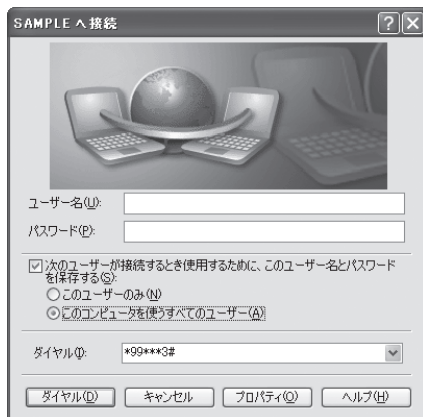 SAMPLE へ接続
ユーザー名(U):
パスワード(P):
次のユーザーが接続するとき使用するために、このユーザー名とパスワード
を保存する(S):
このユーザーのみ(N)
このコンピュータを使うすべてのユーザー(A)
ダイヤル(I): *99***3#
ダイヤル(D) キャンセル プロパティ(O) ヘルプ(H)